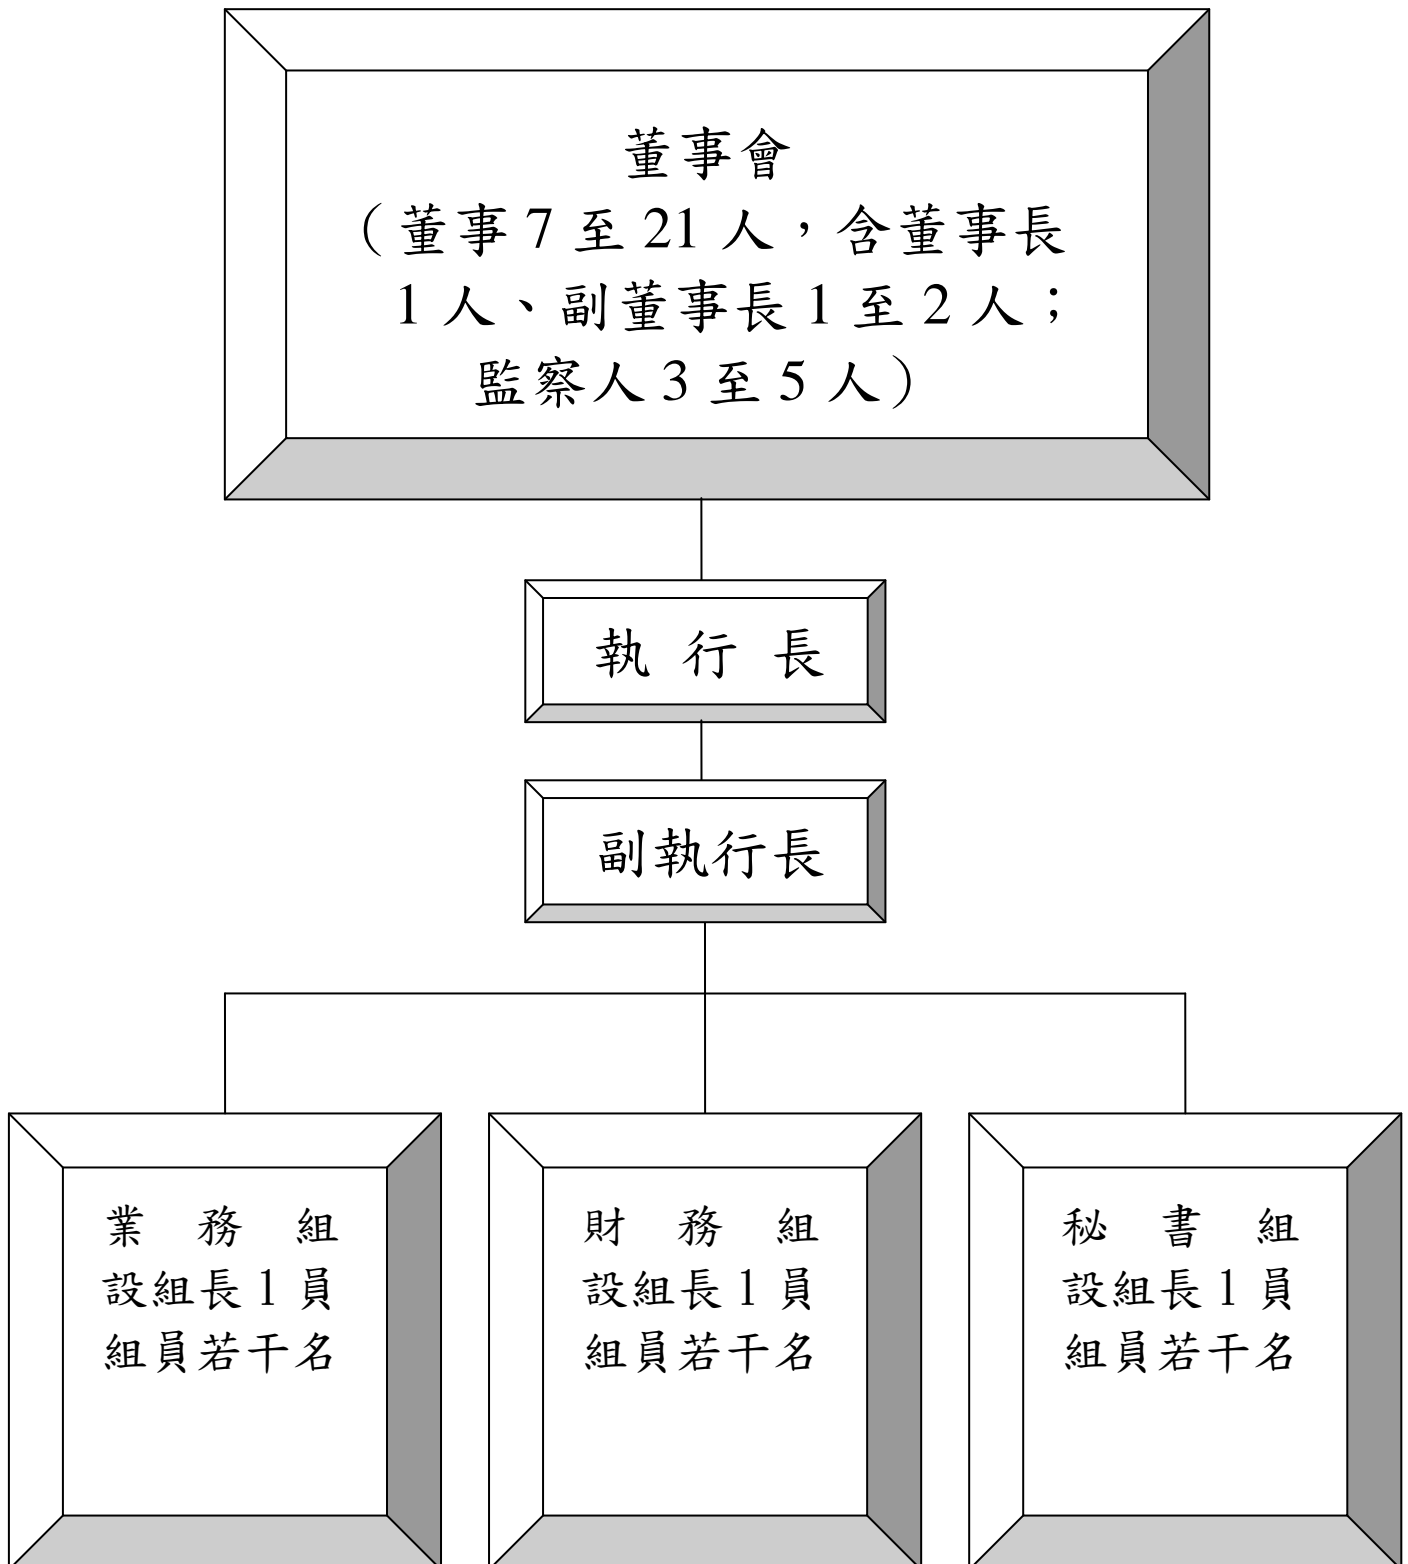 董事會
（董事 7 至 21 人，含董事長
1 人、副董事長 1 至 2 人；
監察人 3 至 5 人）
執 行 長
副執行長
業 務 組
設組長 1 員
組員若干名
財 務 組
設組長 1 員
組員若干名
秘 書 組
設組長 1 員
組員若干名